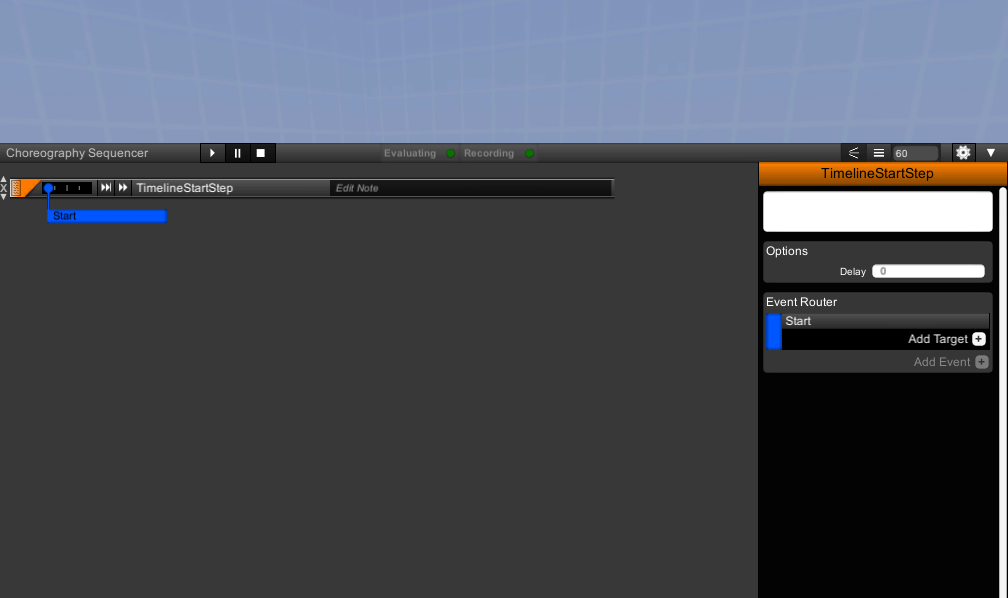 Choreography Sequencer
Evaluating
Recording
60
X
TimelineStartStep
Edit Note
Start
TimelineStartStep
Options
Delay
0
Event Router
Start
Add Target
Add Event